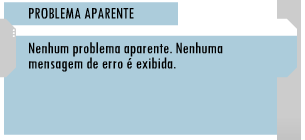 PROBLEMA APARENTE
Nenhum problema aparente. Nenhuma
mensagem de erro é exibida.